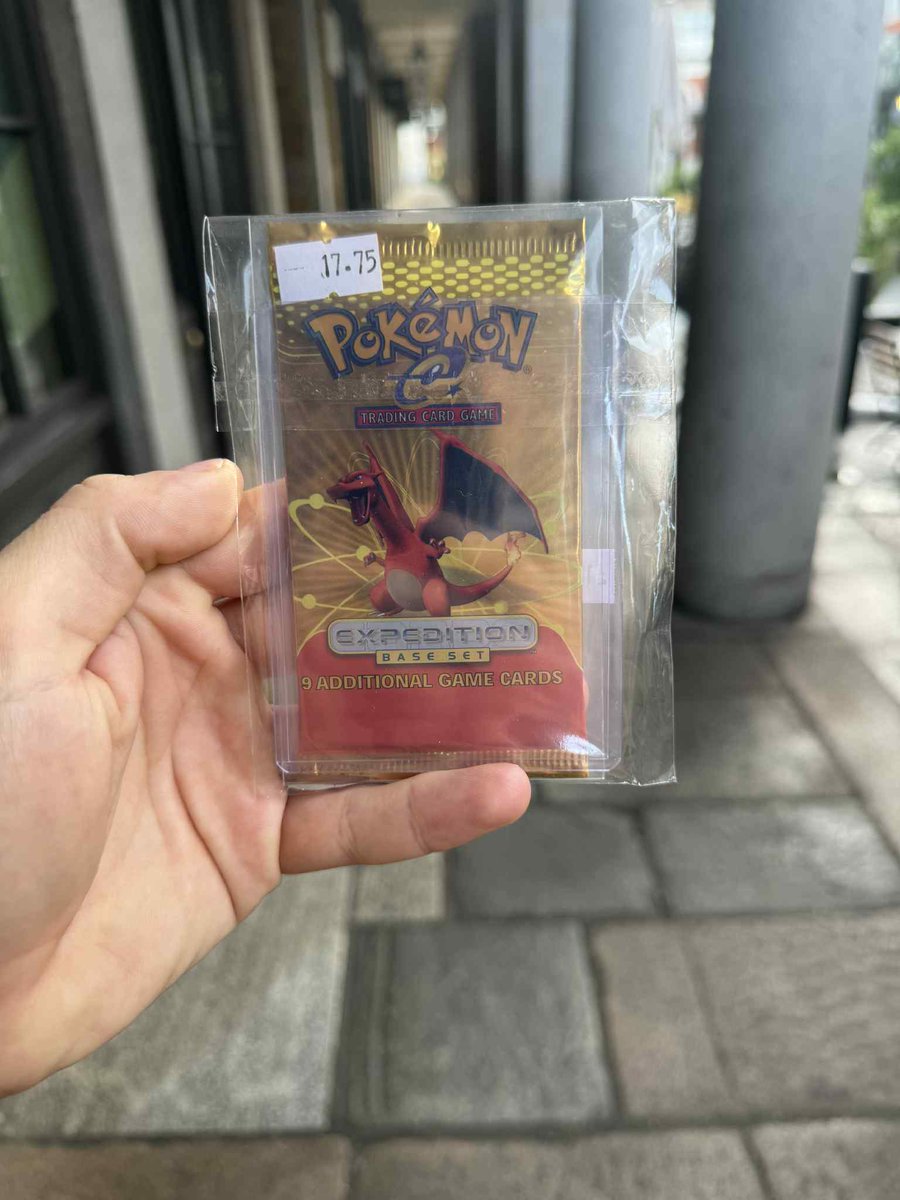 17.75
POKéMON
e
TRADING CARD GAME
EXPEDITION
BASE SET
9 ADDITIONAL GAME CARDS